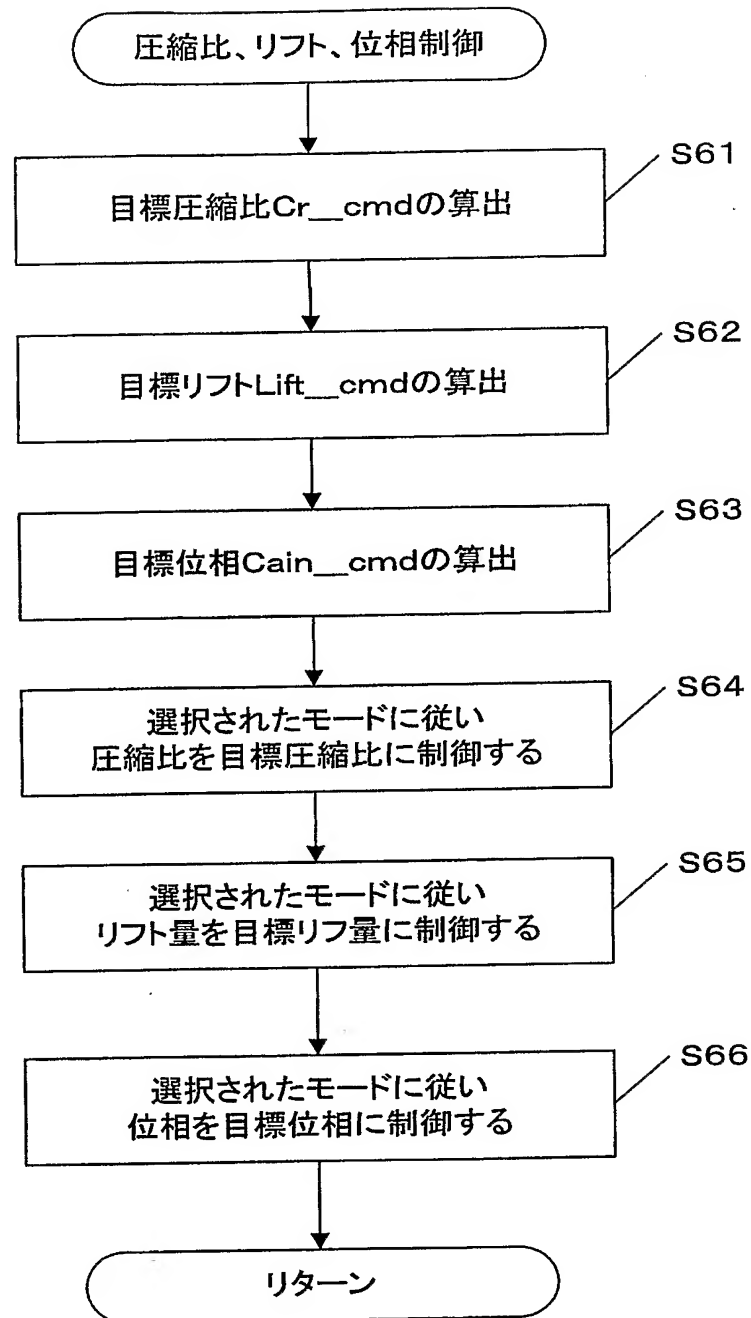 圧縮比、リフト、位相制御
S61
目標圧縮比Cr__cmdの算出
S62
目標リフトLift__cmdの算出
S63
目標位相Cain__cmdの算出
S64
選択されたモードに従い
圧縮比を目標圧縮比に制御する
S65
選択されたモードに従い
リフト量を目標リフ量に制御する
S66
選択されたモードに従い
位相を目標位相に制御する
リターン